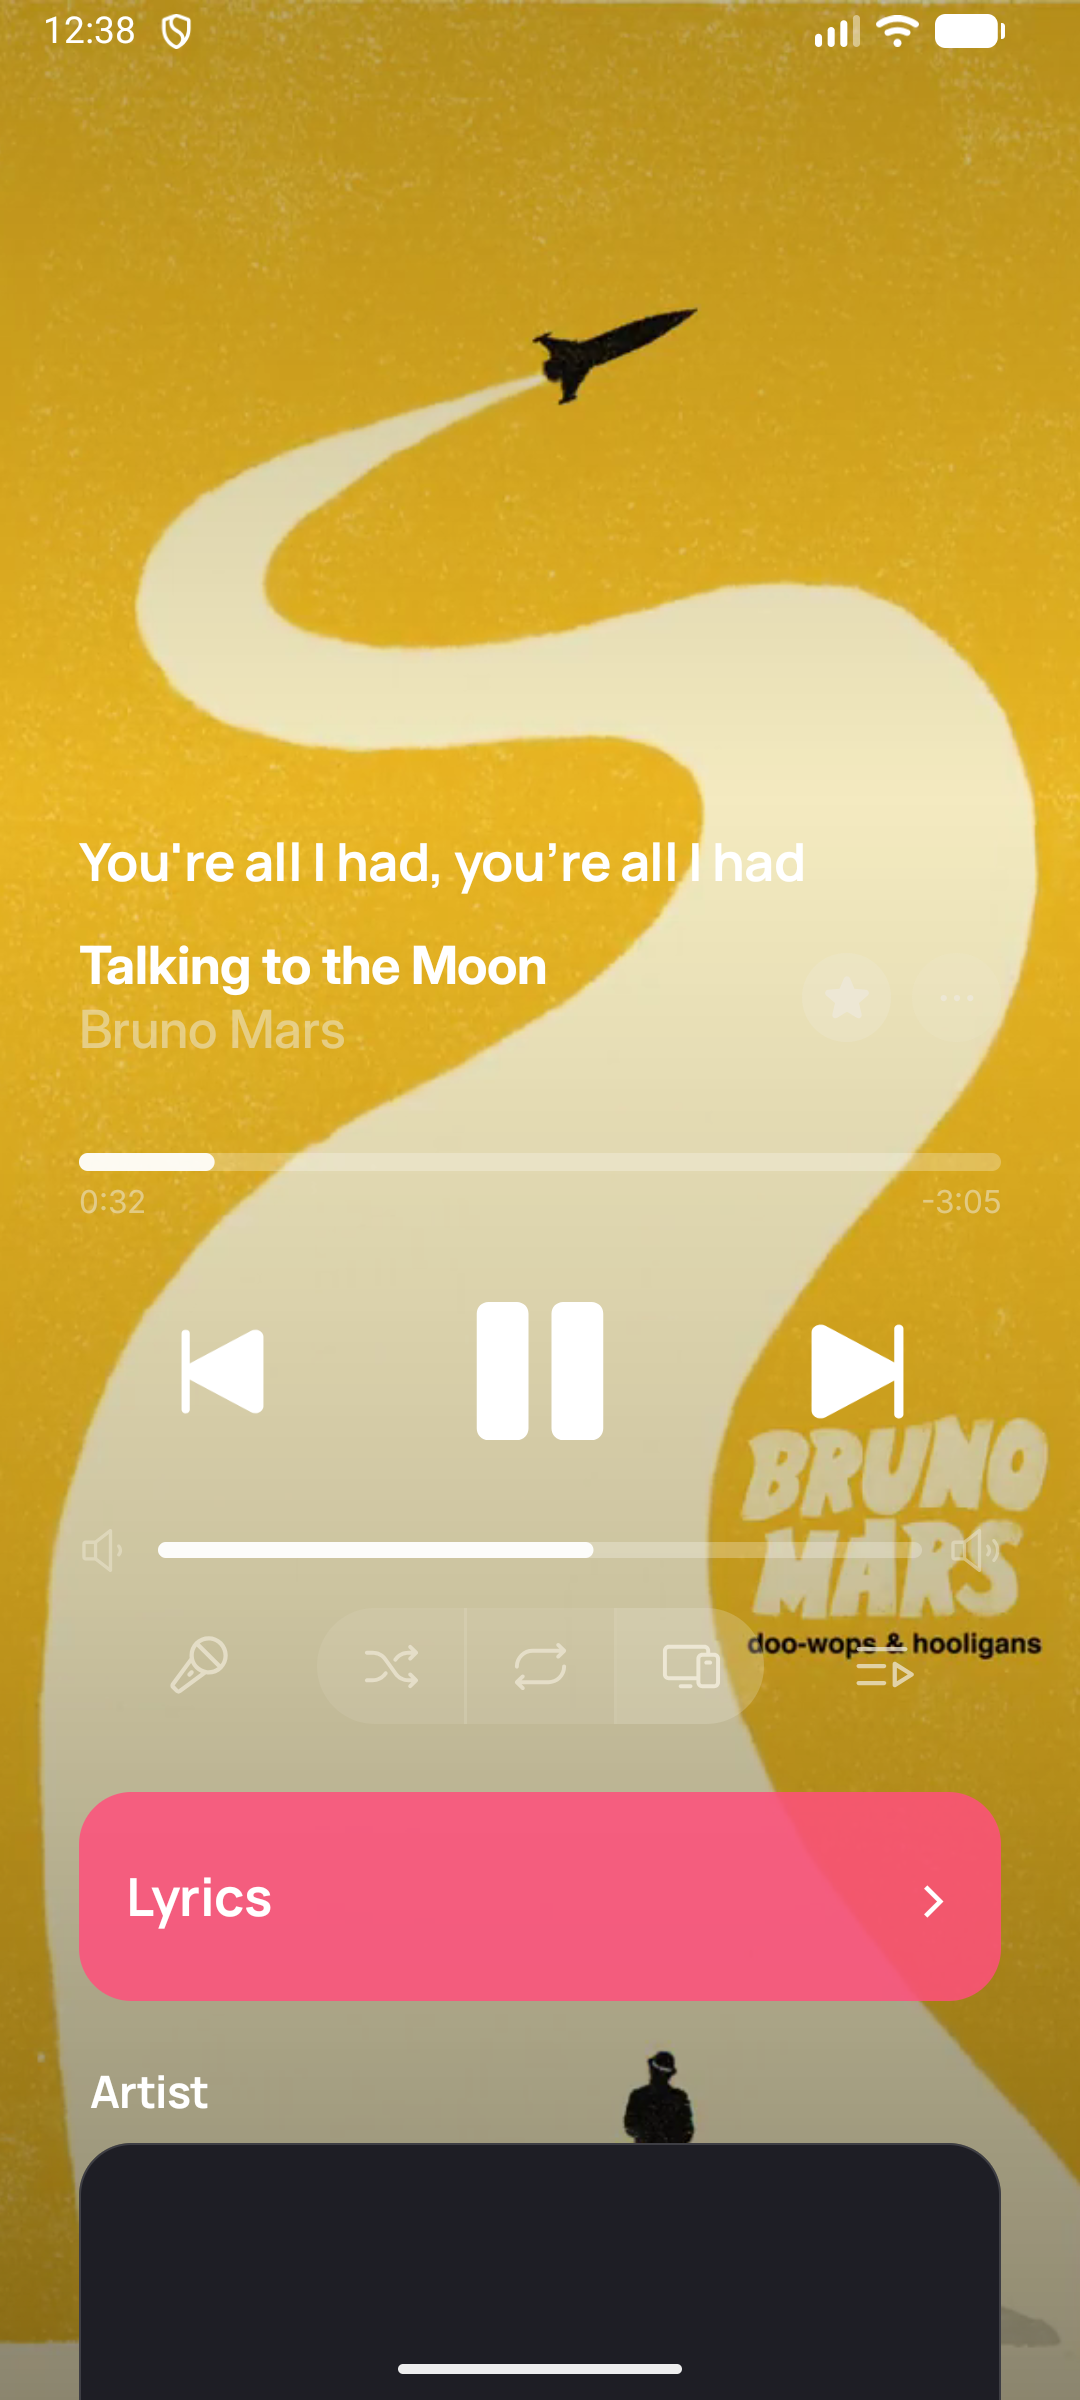 12:38
You're all I had, you’re all I had
Talking to the Moon
Bruno Mars
0:32
-3:05
BRUNO
MARS
doo-wops & hooligans
Lyrics
Artist